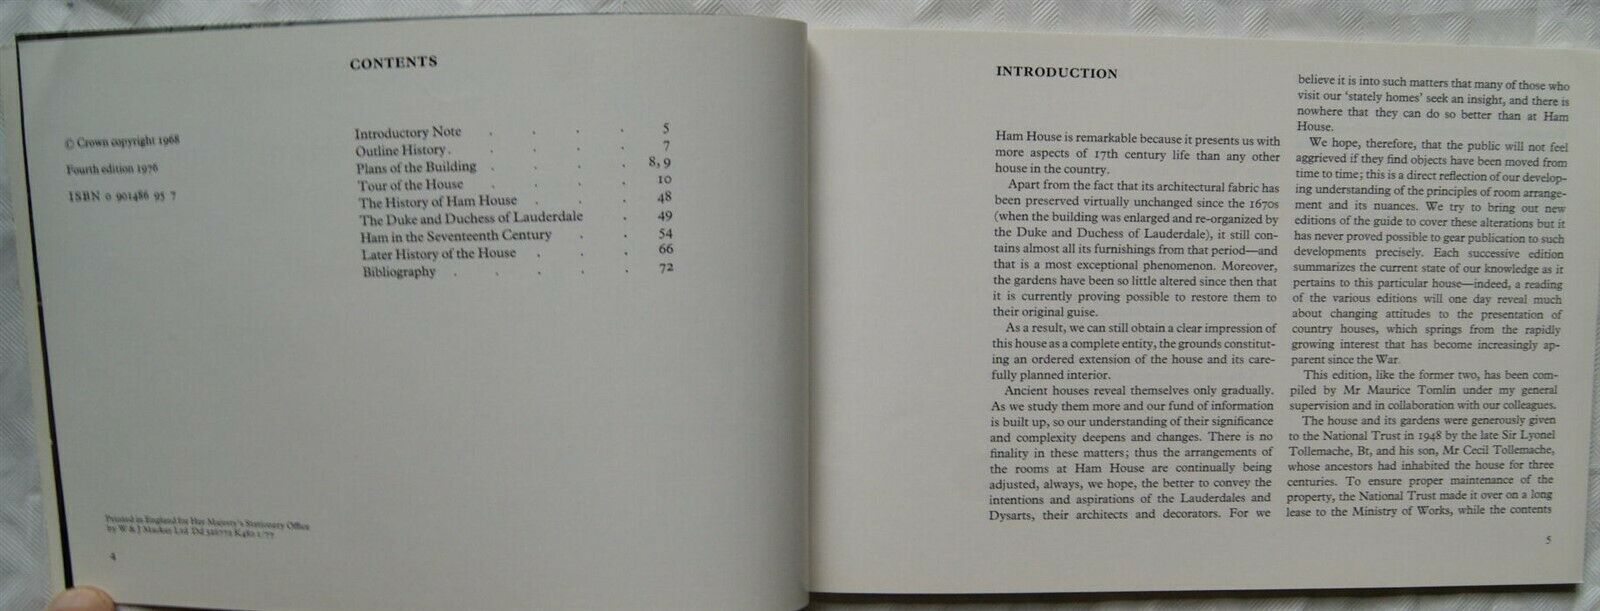 CONTENTS
© Crown copyright 1968
Fourth edition 1976
ISBN 0 901486 95 7
Introductory Note . . . . 5
Outline History . . . . 7
Plans of the Building . . . . 8, 9
Tour of the House . . . . 10
The History of Ham House . . . 48
The Duke and Duchess of Lauderdale . 49
Ham in the Seventeenth Century . . 54
Later History of the House . . . 66
Bibliography . . . . . 72
Printed in England for Her Majesty's Stationery Office
by W & J Mackay Ltd. Dd 322772 K482 1/77
4
INTRODUCTION
Ham House is remarkable because it presents us with
more aspects of 17th century life than any other
house in the country.
Apart from the fact that its architectural fabric has
been preserved virtually unchanged since the 1670s
(when the building was enlarged and re-organized by
the Duke and Duchess of Lauderdale), it still con-
tains almost all its furnishings from that period—and
that is a most exceptional phenomenon. Moreover,
the gardens have been so little altered since then that
it is currently proving possible to restore them to
their original guise.
As a result, we can still obtain a clear impression of
this house as a complete entity, the grounds constitut-
ing an ordered extension of the house and its care-
fully planned interior.
Ancient houses reveal themselves only gradually.
As we study them more and our fund of information
is built up, so our understanding of their significance
and complexity deepens and changes. There is no
finality in these matters; thus the arrangements of
the rooms at Ham House are continually being
adjusted, always, we hope, the better to convey the
intentions and aspirations of the Lauderdales and
Dysarts, their architects and decorators. For we
believe it is into such matters that many of those who
visit our 'stately homes' seek an insight, and there is
nowhere that they can do so better than at Ham
House.
We hope, therefore, that the public will not feel
aggrieved if they find objects have been moved from
time to time; this is a direct reflection of our develop-
ing understanding of the principles of room arrange-
ment and its nuances. We try to bring out new
editions of the guide to cover these alterations but it
has never proved possible to gear publication to such
developments precisely. Each successive edition
summarizes the current state of our knowledge as it
pertains to this particular house—indeed, a reading
of the various editions will one day reveal much
about changing attitudes to the presentation of
country houses, which springs from the rapidly
growing interest that has become increasingly ap-
parent since the War.
This edition, like the former two, has been com-
piled by Mr Maurice Tomlin under my general
supervision and in collaboration with our colleagues.
The house and its gardens were generously given
to the National Trust in 1948 by the late Sir Lyonel
Tollemache, Bt, and his son, Mr Cecil Tollemache,
whose ancestors had inhabited the house for three
centuries. To ensure proper maintenance of the
property, the National Trust made it over on a long
lease to the Ministry of Works, while the contents
5